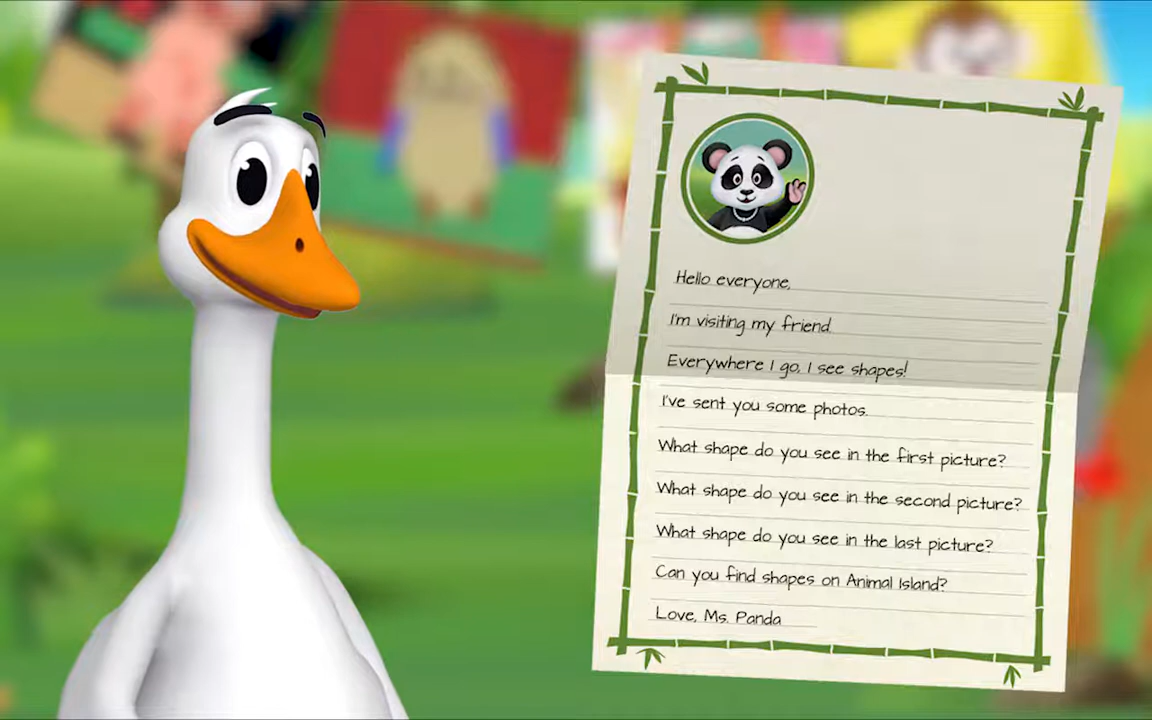 Hello everyone,
I'm visiting my friend.
Everywhere I go, I see shapes!
I've sent you some photos.
What shape do you see in the first picture?
What shape do you see in the second picture?
What shape do you see in the last picture?
Can you find shapes on Animal Island?
Love, Ms. Panda